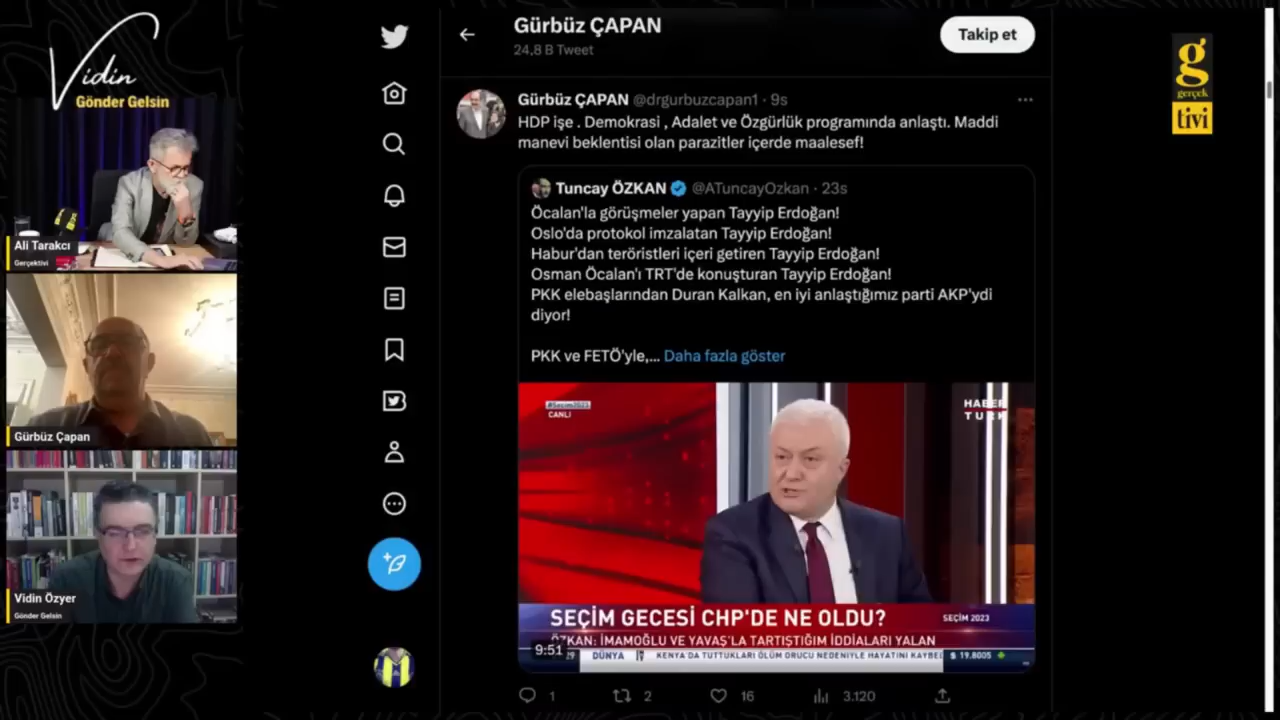 Vidin
Gönder Gelsin
Ali Tarakcı
Gerçektivi
Gürbüz Çapan
Vidin Özyer
Gönder Gelsin
Gürbüz ÇAPAN
24,8 B Tweet
Takip et
Gürbüz ÇAPAN @drgurbuzcapan1 · 9s
HDP işe . Demokrasi , Adalet ve Özgürlük programında anlaştı. Maddi
manevi beklentisi olan parazitler içerde maalesef!
Tuncay ÖZKAN @ATuncayOzkan · 23s
Öcalan'la görüşmeler yapan Tayyip Erdoğan!
Oslo'da protokol imzalatan Tayyip Erdoğan!
Habur'dan teröristleri içeri getiren Tayyip Erdoğan!
Osman Öcalan'ı TRT'de konuşturan Tayyip Erdoğan!
PKK elebaşlarından Duran Kalkan, en iyi anlaştığımız parti AKP'ydi
diyor!
PKK ve FETÖ'yle,... Daha fazla göster
#Seçim2023
CANLI
HABER
TURK
SEÇİM GECESİ CHP'DE NE OLDU?
SEÇİM 2023
ÖZKAN: İMAMOĞLU VE YAVAŞ'LA TARTIŞTIĞIM İDDİALARI YALAN
9:51
29 DÜNYA KENYA'DA TUTTUKLARI ÖLÜM ORUCU NEDENİYLE HAYATINI KAYBED $ 19.8005
1 2 16 3.120
g
gerçek
tivi